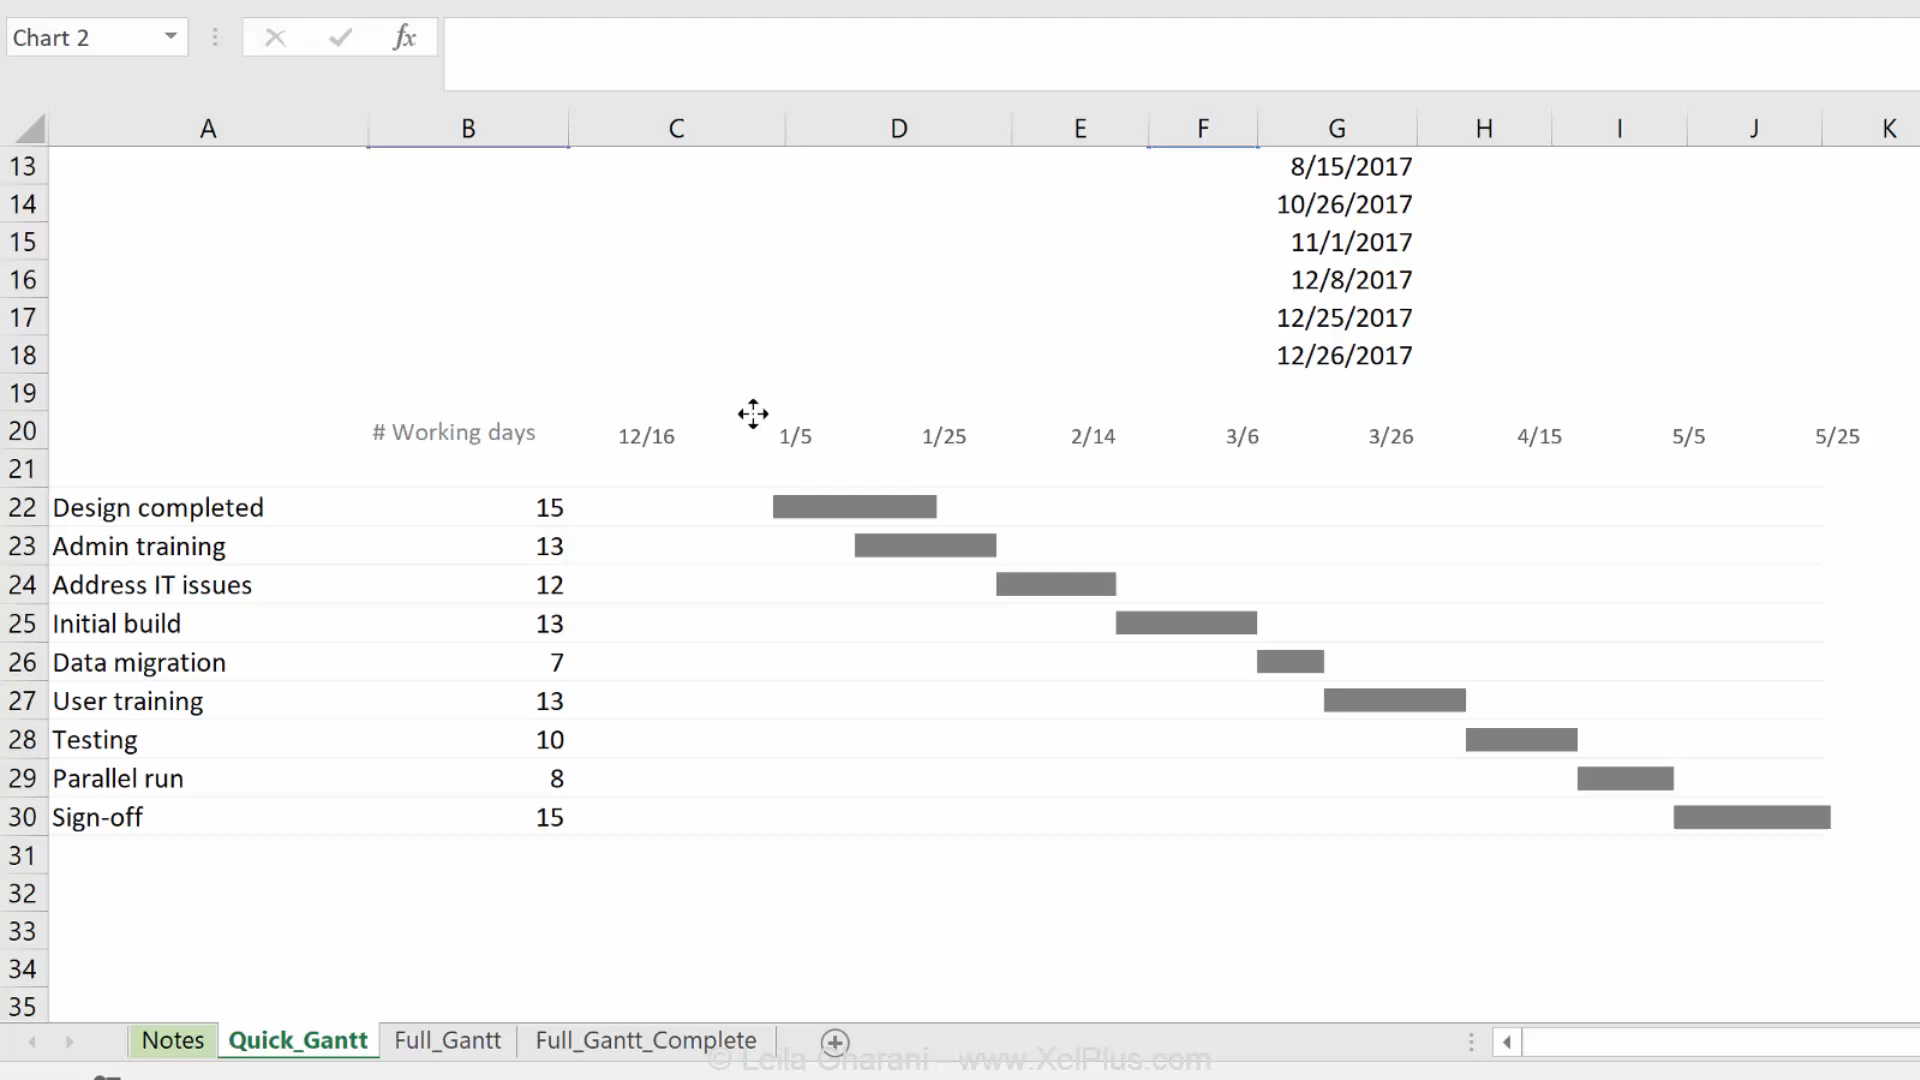 Chart 2
fx
A B C D E F G H I J K
13 8/15/2017
14 10/26/2017
15 11/1/2017
16 12/8/2017
17 12/25/2017
18 12/26/2017
19
20 # Working days 12/16 1/5 1/25 2/14 3/6 3/26 4/15 5/5 5/25
21
22 Design completed 15
23 Admin training 13
24 Address IT issues 12
25 Initial build 13
26 Data migration 7
27 User training 13
28 Testing 10
29 Parallel run 8
30 Sign-off 15
31
32
33
34
35
Notes Quick_Gantt Full_Gantt Full_Gantt_Complete
© Leila Gharani - www.XelPlus.com